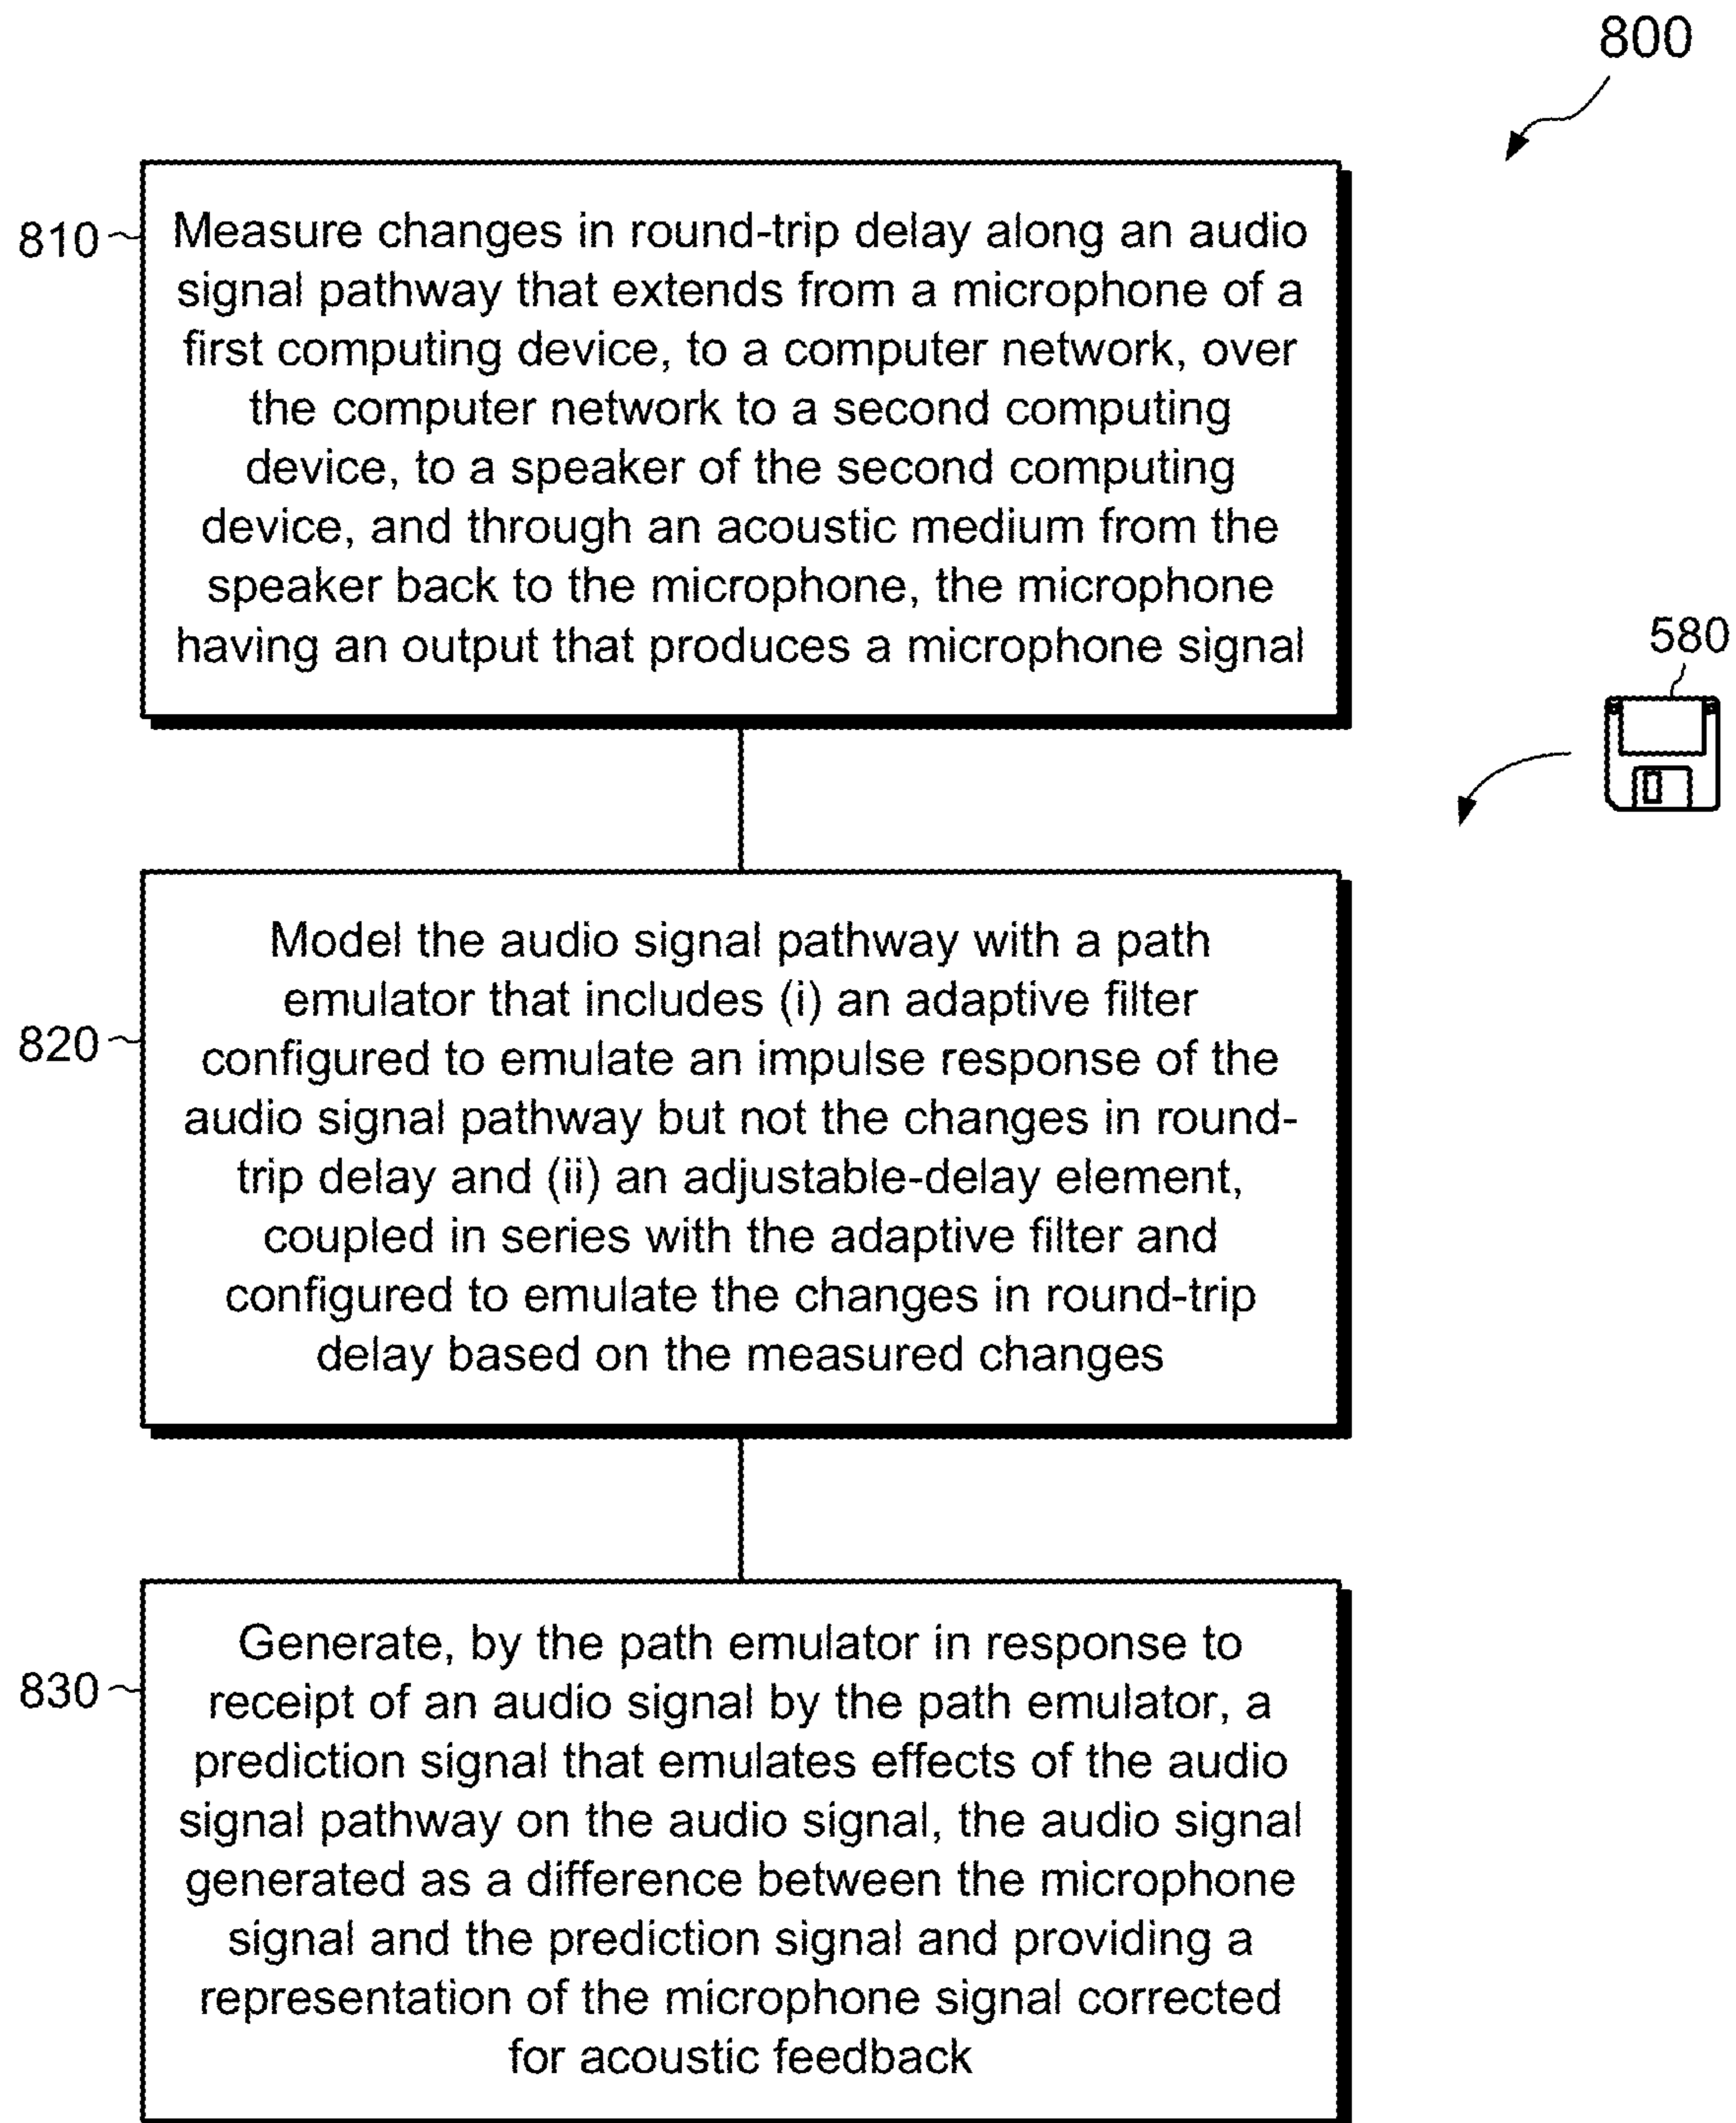 800
810
Measure changes in round-trip delay along an audio
signal pathway that extends from a microphone of a
first computing device, to a computer network, over
the computer network to a second computing
device, to a speaker of the second computing
device, and through an acoustic medium from the
speaker back to the microphone, the microphone
having an output that produces a microphone signal
580
820
Model the audio signal pathway with a path
emulator that includes (i) an adaptive filter
configured to emulate an impulse response of the
audio signal pathway but not the changes in round-
trip delay and (ii) an adjustable-delay element,
coupled in series with the adaptive filter and
configured to emulate the changes in round-trip
delay based on the measured changes
830
Generate, by the path emulator in response to
receipt of an audio signal by the path emulator, a
prediction signal that emulates effects of the audio
signal pathway on the audio signal, the audio signal
generated as a difference between the microphone
signal and the prediction signal and providing a
representation of the microphone signal corrected
for acoustic feedback